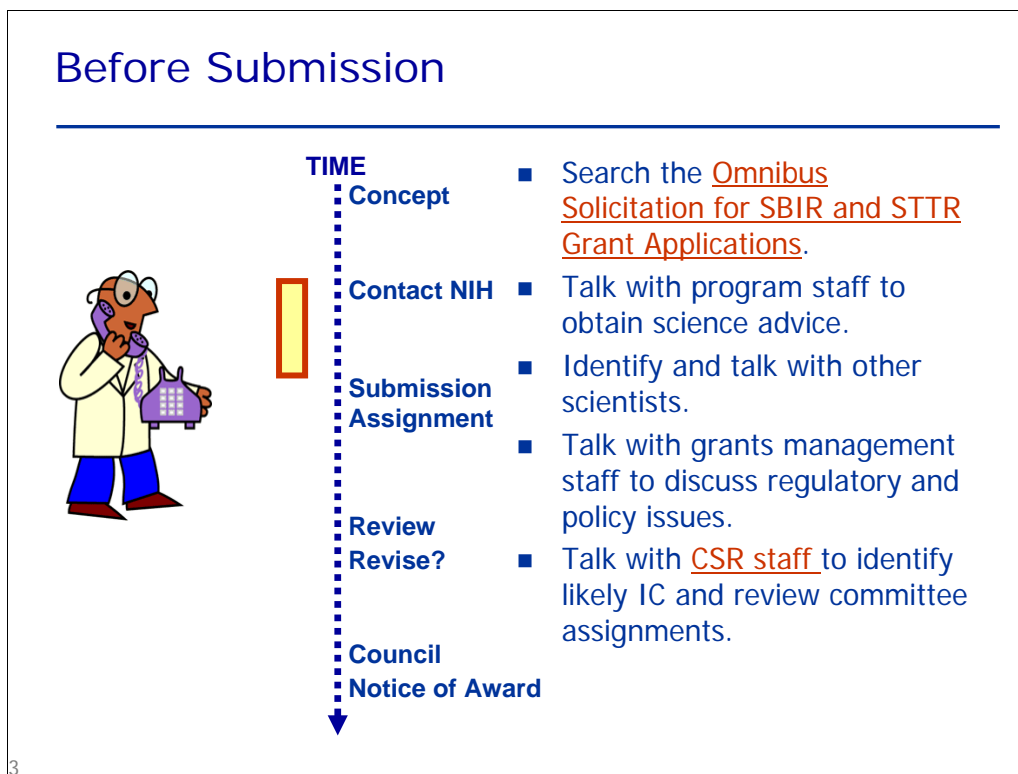 Before Submission
TIME
Concept
Contact NIH
Submission
Assignment
Review
Revise?
Council
Notice of Award
■ Search the Omnibus
Solicitation for SBIR and STTR
Grant Applications.
■ Talk with program staff to
obtain science advice.
■ Identify and talk with other
scientists.
■ Talk with grants management
staff to discuss regulatory and
policy issues.
■ Talk with CSR staff to identify
likely IC and review committee
assignments.
3